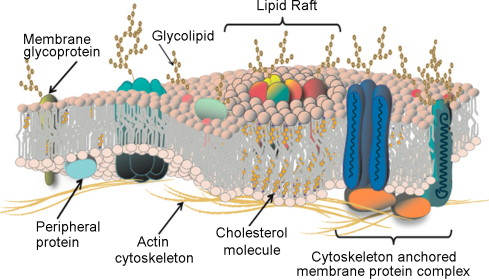 Lipid Raft
Membrane
glycoprotein
Glycolipid
Peripheral
protein
Actin
cytoskeleton
Cholesterol
molecule
Cytoskeleton anchored
membrane protein complex